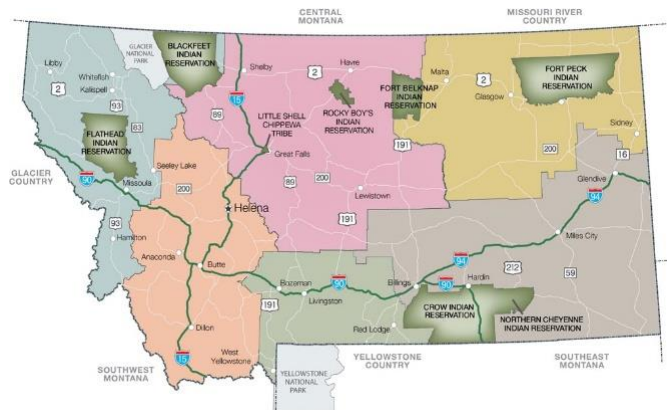 CENTRAL
MONTANA
MISSOURI RIVER
COUNTRY
GLACIER
NATIONAL
PARK
BLACKFEET
INDIAN
RESERVATION
Libby
Whitefish
Kalispell
2
93
83
Shelby
Havre
2
15
89
ROCKY BOY'S
INDIAN
RESERVATION
FORT BELKNAP
INDIAN
RESERVATION
Malta
2
Glasgow
FORT PECK
INDIAN
RESERVATION
Sidney
FLATHEAD
INDIAN
RESERVATION
LITTLE SHELL
CHIPPEWA
TRIBE
Great Falls
191
200
16
GLACIER
COUNTRY
90
Missoula
Seeley Lake
200
89
200
Lewistown
Glendive
94
93
Hamilton
Helena
191
Miles City
Anaconda
Butte
94
212
59
Bozeman
90
Livingston
Billings
90
Hardin
191
CROW INDIAN
RESERVATION
NORTHERN CHEYENNE
INDIAN RESERVATION
Dillon
Red Lodge
15
West
Yellowstone
SOUTHWEST
MONTANA
YELLOWSTONE
NATIONAL
PARK
YELLOWSTONE
COUNTRY
SOUTHEAST
MONTANA